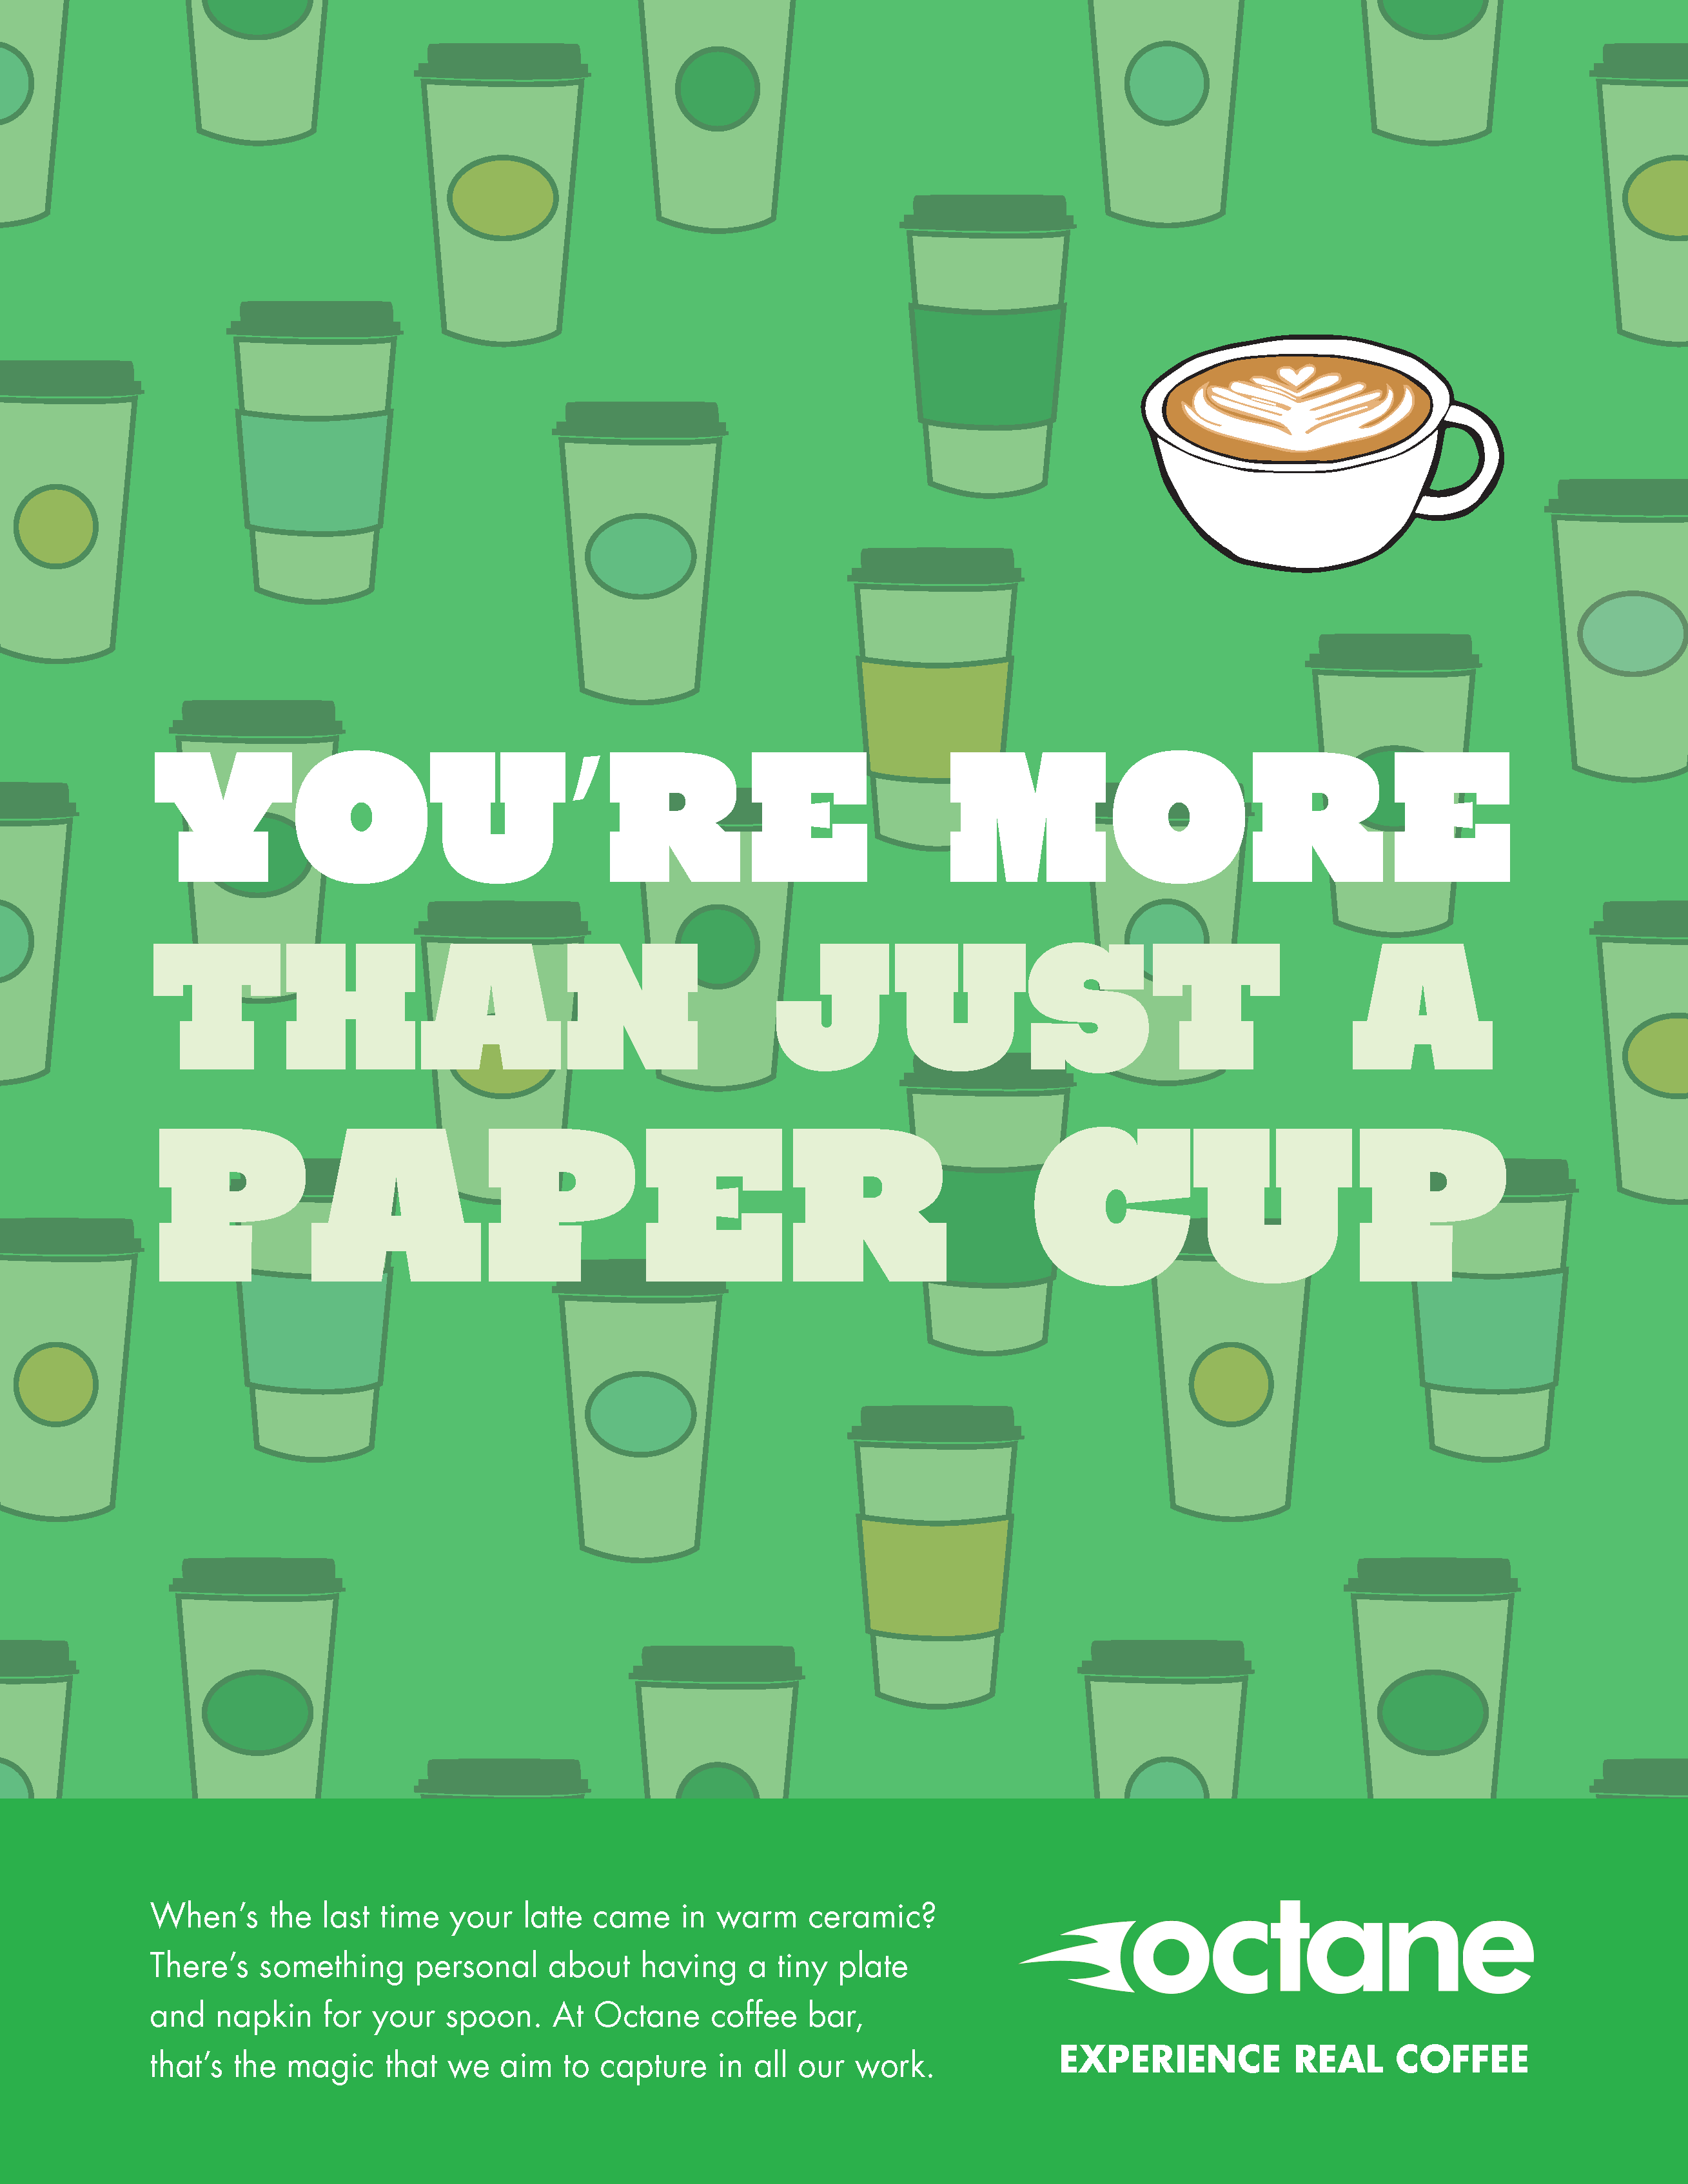 YOU’RE MORE
THAN JUST A
PAPER CUP
When’s the last time your latte came in warm ceramic?
There’s something personal about having a tiny plate
and napkin for your spoon. At Octane coffee bar,
that’s the magic that we aim to capture in all our work.
octane
EXPERIENCE REAL COFFEE